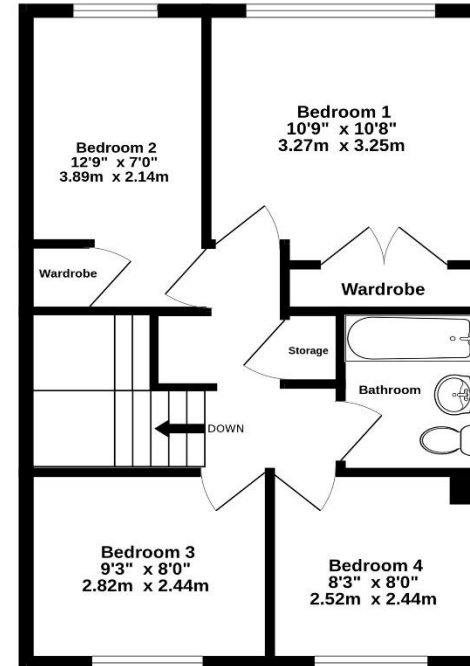 Bedroom 1
10'9" x 10'8"
3.27m x 3.25m
Bedroom 2
12'9" x 7'0"
3.89m x 2.14m
Wardrobe
Wardrobe
Storage
Bathroom
DOWN
Bedroom 3
9'3" x 8'0"
2.82m x 2.44m
Bedroom 4
8'3" x 8'0"
2.52m x 2.44m